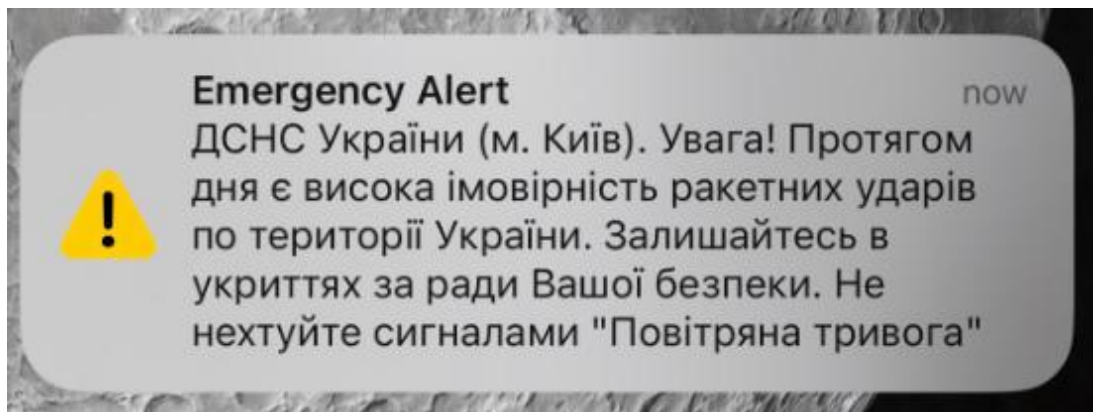 Emergency Alert
now
ДСНС України (м. Київ). Увага! Протягом
дня є висока імовірність ракетних ударів
по території України. Залишайтесь в
укриттях за ради Вашої безпеки. Не
нехтуйте сигналами "Повітряна тривога"